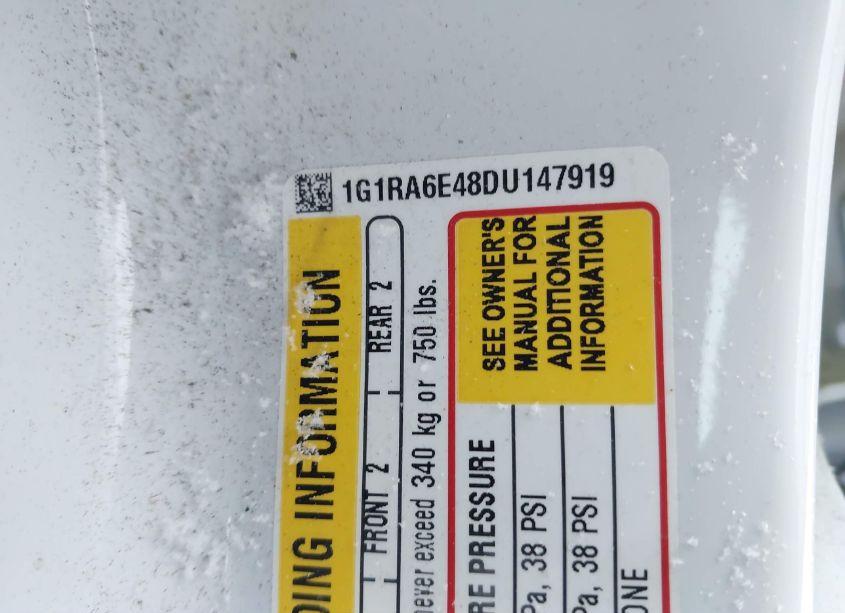 1G1RA6E48DU147919
DING INFORMATION
FRONT 2 REAR 2
never exceed 340 kg or 750 lbs.
RE PRESSURE
SEE OWNER'S
MANUAL FOR
ADDITIONAL
INFORMATION
Pa, 38 PSI
Pa, 38 PSI
ONE